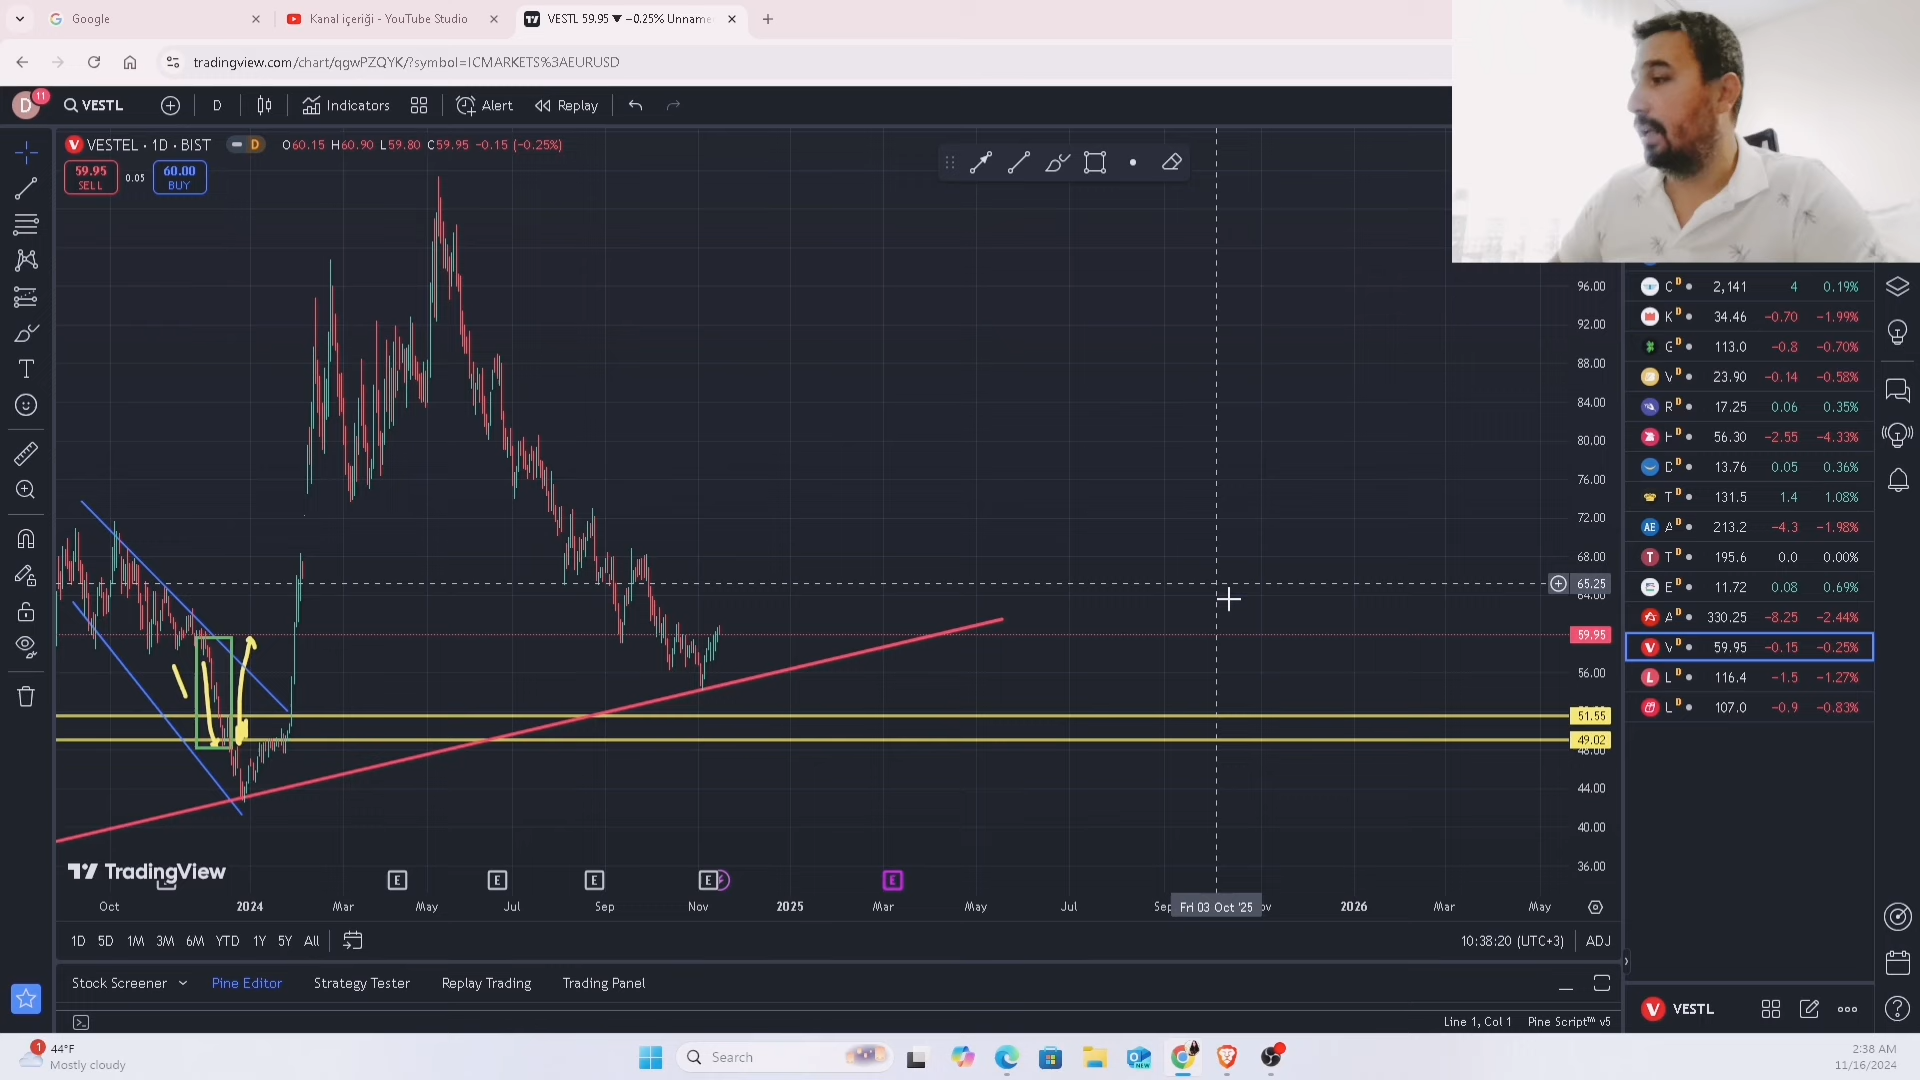 Google
Kanal içeriği - YouTube Studio
VESTL 59.95 ▼ −0.25% Unname
tradingview.com/chart/qgwPZQYK/?symbol=ICMARKETS%3AEURUSD
D
11
VESTL
D
Indicators
Alert
Replay
VESTEL · 1D · BIST
D
O60.15 H60.90 L59.80 C59.95 −0.15 (−0.25%)
59.95
SELL
0.05
60.00
BUY
96.00
92.00
88.00
84.00
80.00
76.00
72.00
68.00
65.25
64.00
59.95
56.00
51.55
49.02
48.00
44.00
40.00
36.00
C D 2,141 4 0.19%
K D 34.46 −0.70 −1.99%
G D 113.0 −0.8 −0.70%
V D 23.90 −0.14 −0.58%
R D 17.25 0.06 0.35%
H D 56.30 −2.55 −4.33%
D D 13.76 0.05 0.36%
T D 131.5 1.4 1.08%
AE A D 213.2 −4.3 −1.98%
T D 195.6 0.0 0.00%
E D 11.72 0.08 0.69%
A D 330.25 −8.25 −2.44%
V D 59.95 −0.15 −0.25%
L D 116.4 −1.5 −1.27%
L D 107.0 −0.9 −0.83%
TradingView
E E E E E
Oct 2024 Mar May Jul Sep Nov 2025 Mar May Jul Sep Fri 03 Oct '25 ov 2026 Mar May
1D 5D 1M 3M 6M YTD 1Y 5Y All
10:38:20 (UTC+3) ADJ
Stock Screener Pine Editor Strategy Tester Replay Trading Trading Panel
VESTL
Line 1, Col 1 Pine Script™ v5
1
44°F
Mostly cloudy
Search
NEW
2:38 AM
11/16/2024